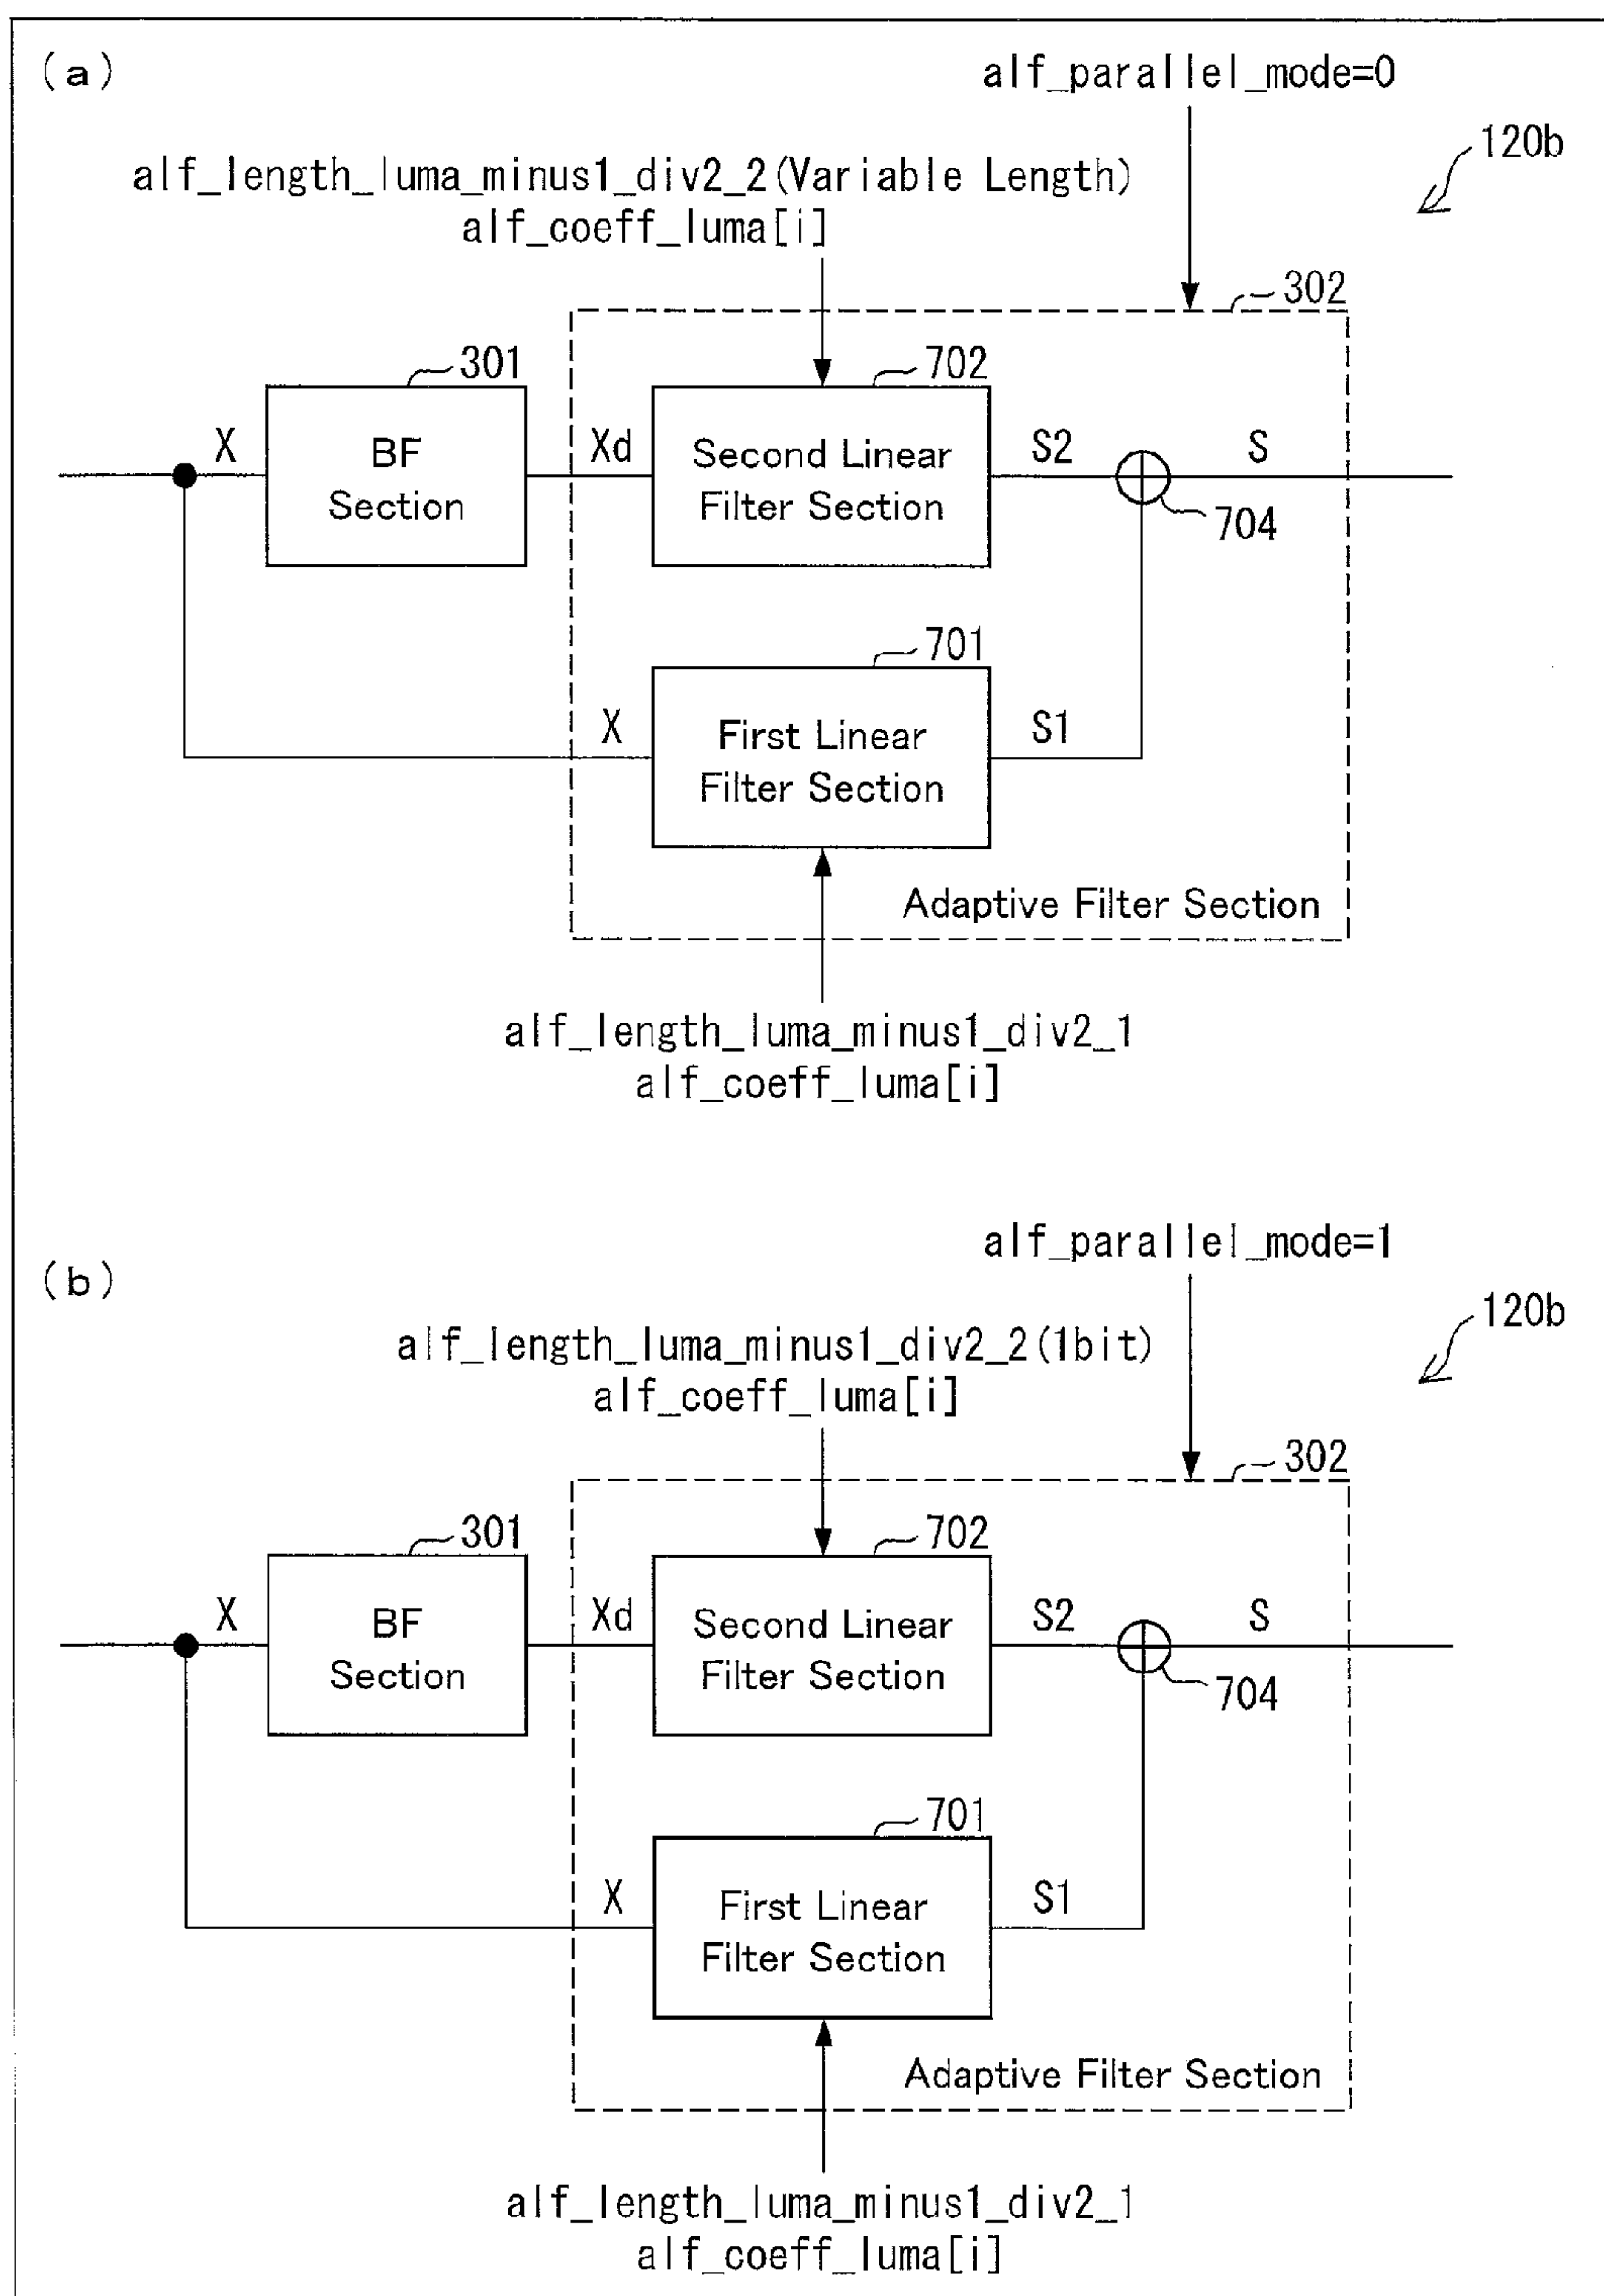 (a)
alf_parallel_mode=0
120b
alf_length_luma_minus1_div2_2(Variable Length)
alf_coeff_luma[i]
302
301
702
X
BF
Section
Xd
Second Linear
Filter Section
S2
S
704
701
X
First Linear
Filter Section
S1
Adaptive Filter Section
alf_length_luma_minus1_div2_1
alf_coeff_luma[i]
(b)
alf_parallel_mode=1
120b
alf_length_luma_minus1_div2_2(1bit)
alf_coeff_luma[i]
302
301
702
X
BF
Section
Xd
Second Linear
Filter Section
S2
S
704
701
X
First Linear
Filter Section
S1
Adaptive Filter Section
alf_length_luma_minus1_div2_1
alf_coeff_luma[i]